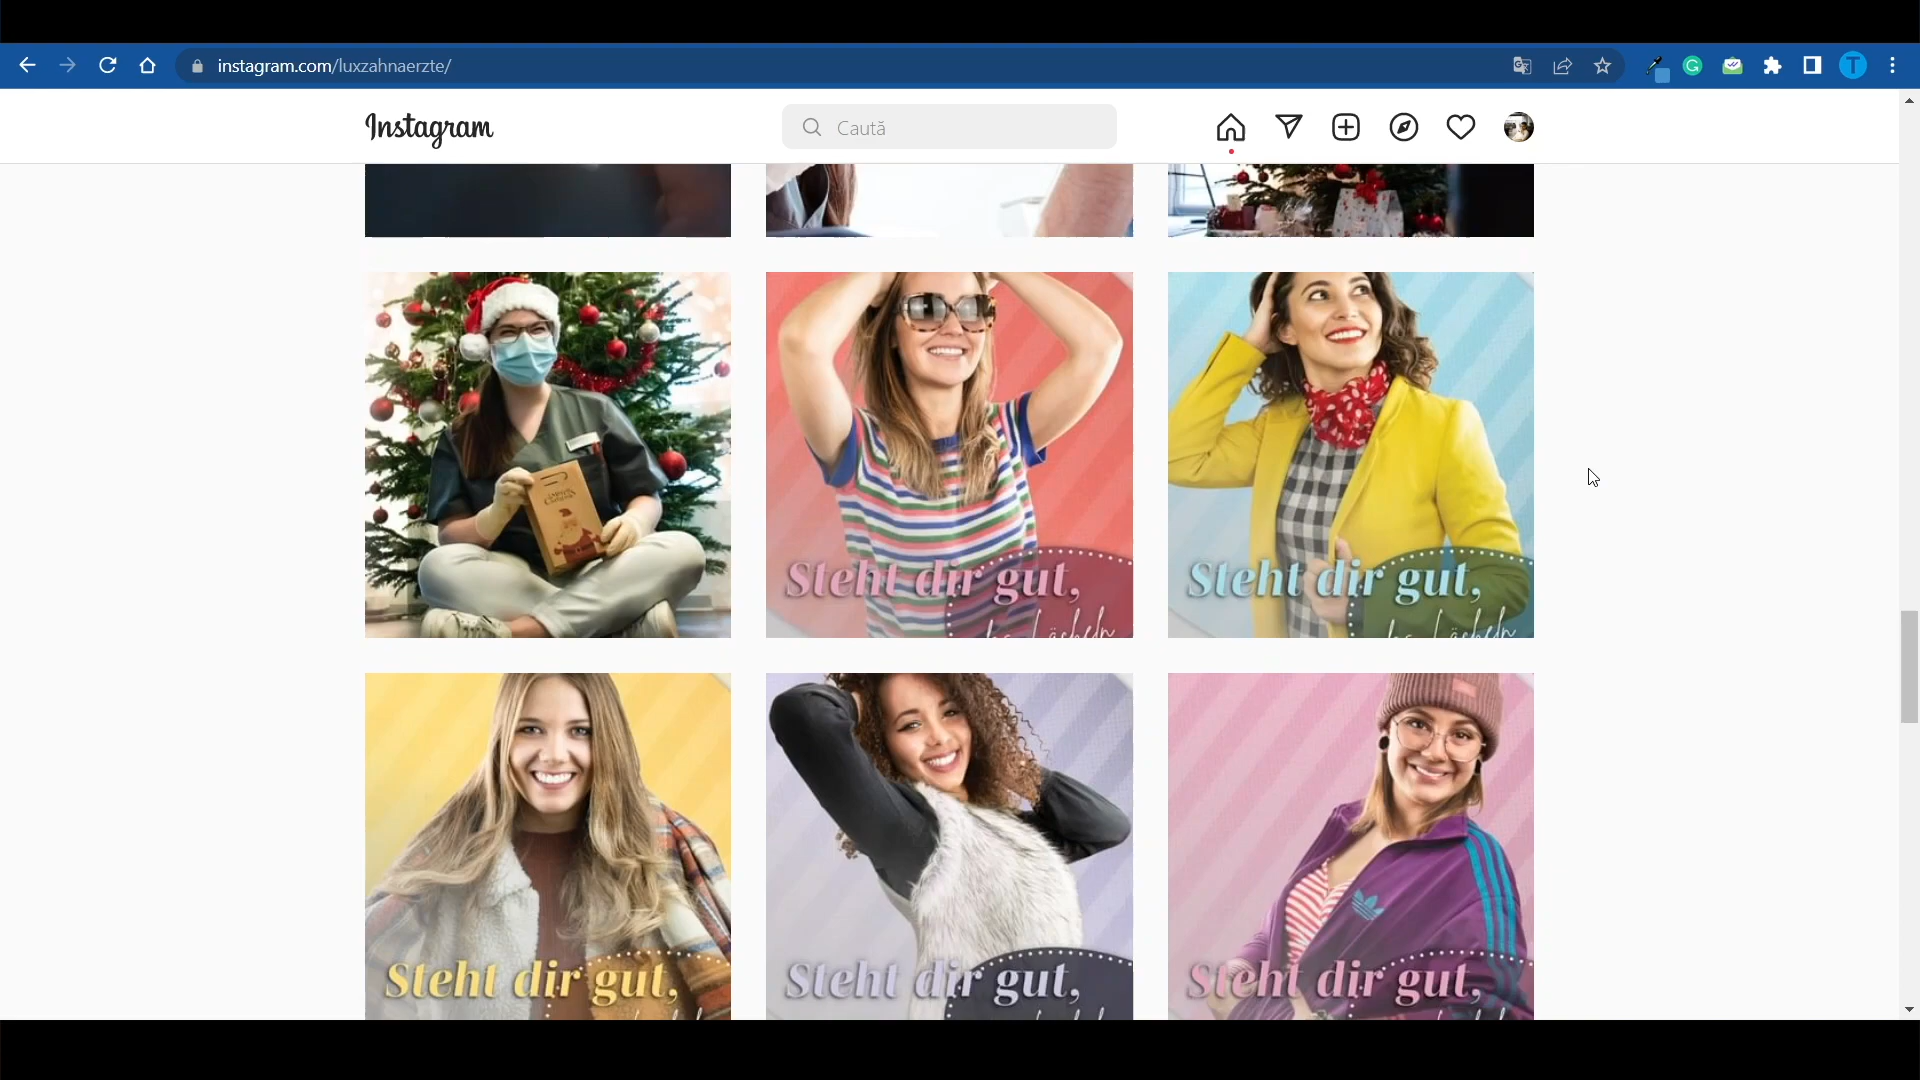 instagram.com/luxzahnaerzte/
T
Instagram
Caută
Steht dir gut,
Steht dir gut,
Steht dir gut,
Steht dir gut,
Steht dir gut,